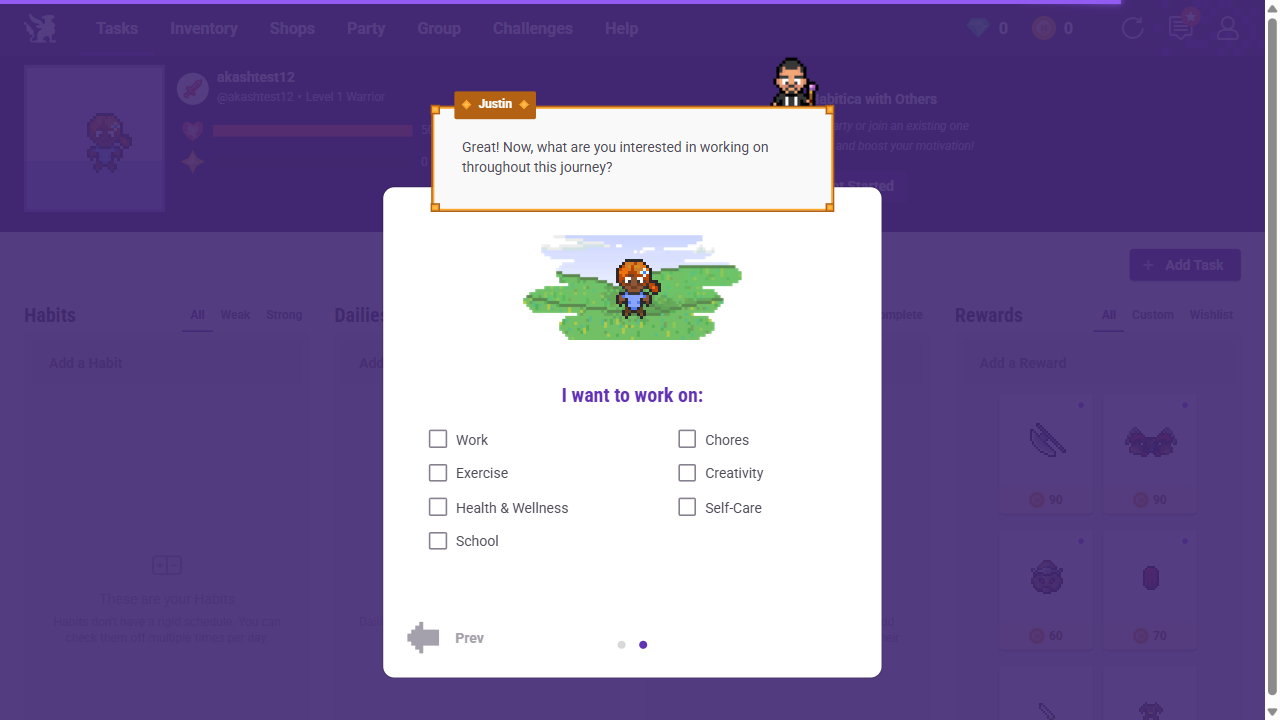 Tasks Inventory Shops Party Group Challenges Help 0 0
akashtest12
@akashtest12 • Level 1 Warrior
Justin
Great! Now, what are you interested in working on
throughout this journey?
abitica with Others
arty or join an existing one
and boost your motivation!
50
0
t Started
Add Task
Habits All Weak Strong
Dailies
omplete
Rewards All Custom Wishlist
Add a Habit
Add
Add a Reward
I want to work on:
Work
Chores
Exercise
Creativity
Health & Wellness
Self-Care
School
90
90
60
70
These are your Habits
Habits don't have a rigid schedule. You can
check them off multiple times per day.
Prev